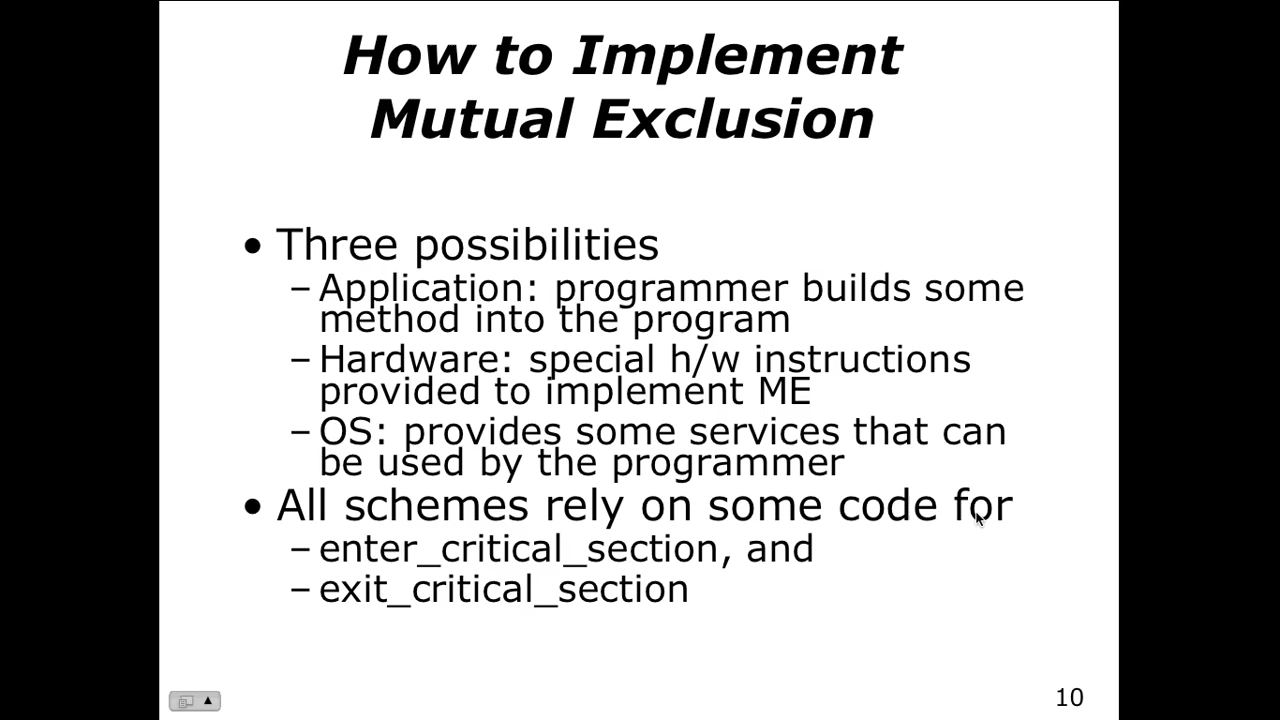 How to Implement
Mutual Exclusion
• Three possibilities
– Application: programmer builds some
method into the program
– Hardware: special h/w instructions
provided to implement ME
– OS: provides some services that can
be used by the programmer
• All schemes rely on some code for
– enter_critical_section, and
– exit_critical_section
10